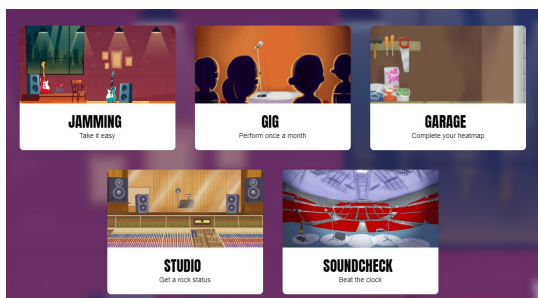 JAMMING
Take it easy
GIG
Perform once a month
GARAGE
Complete your heatmap
STUDIO
Get a rock status
SOUNDCHECK
Beat the clock